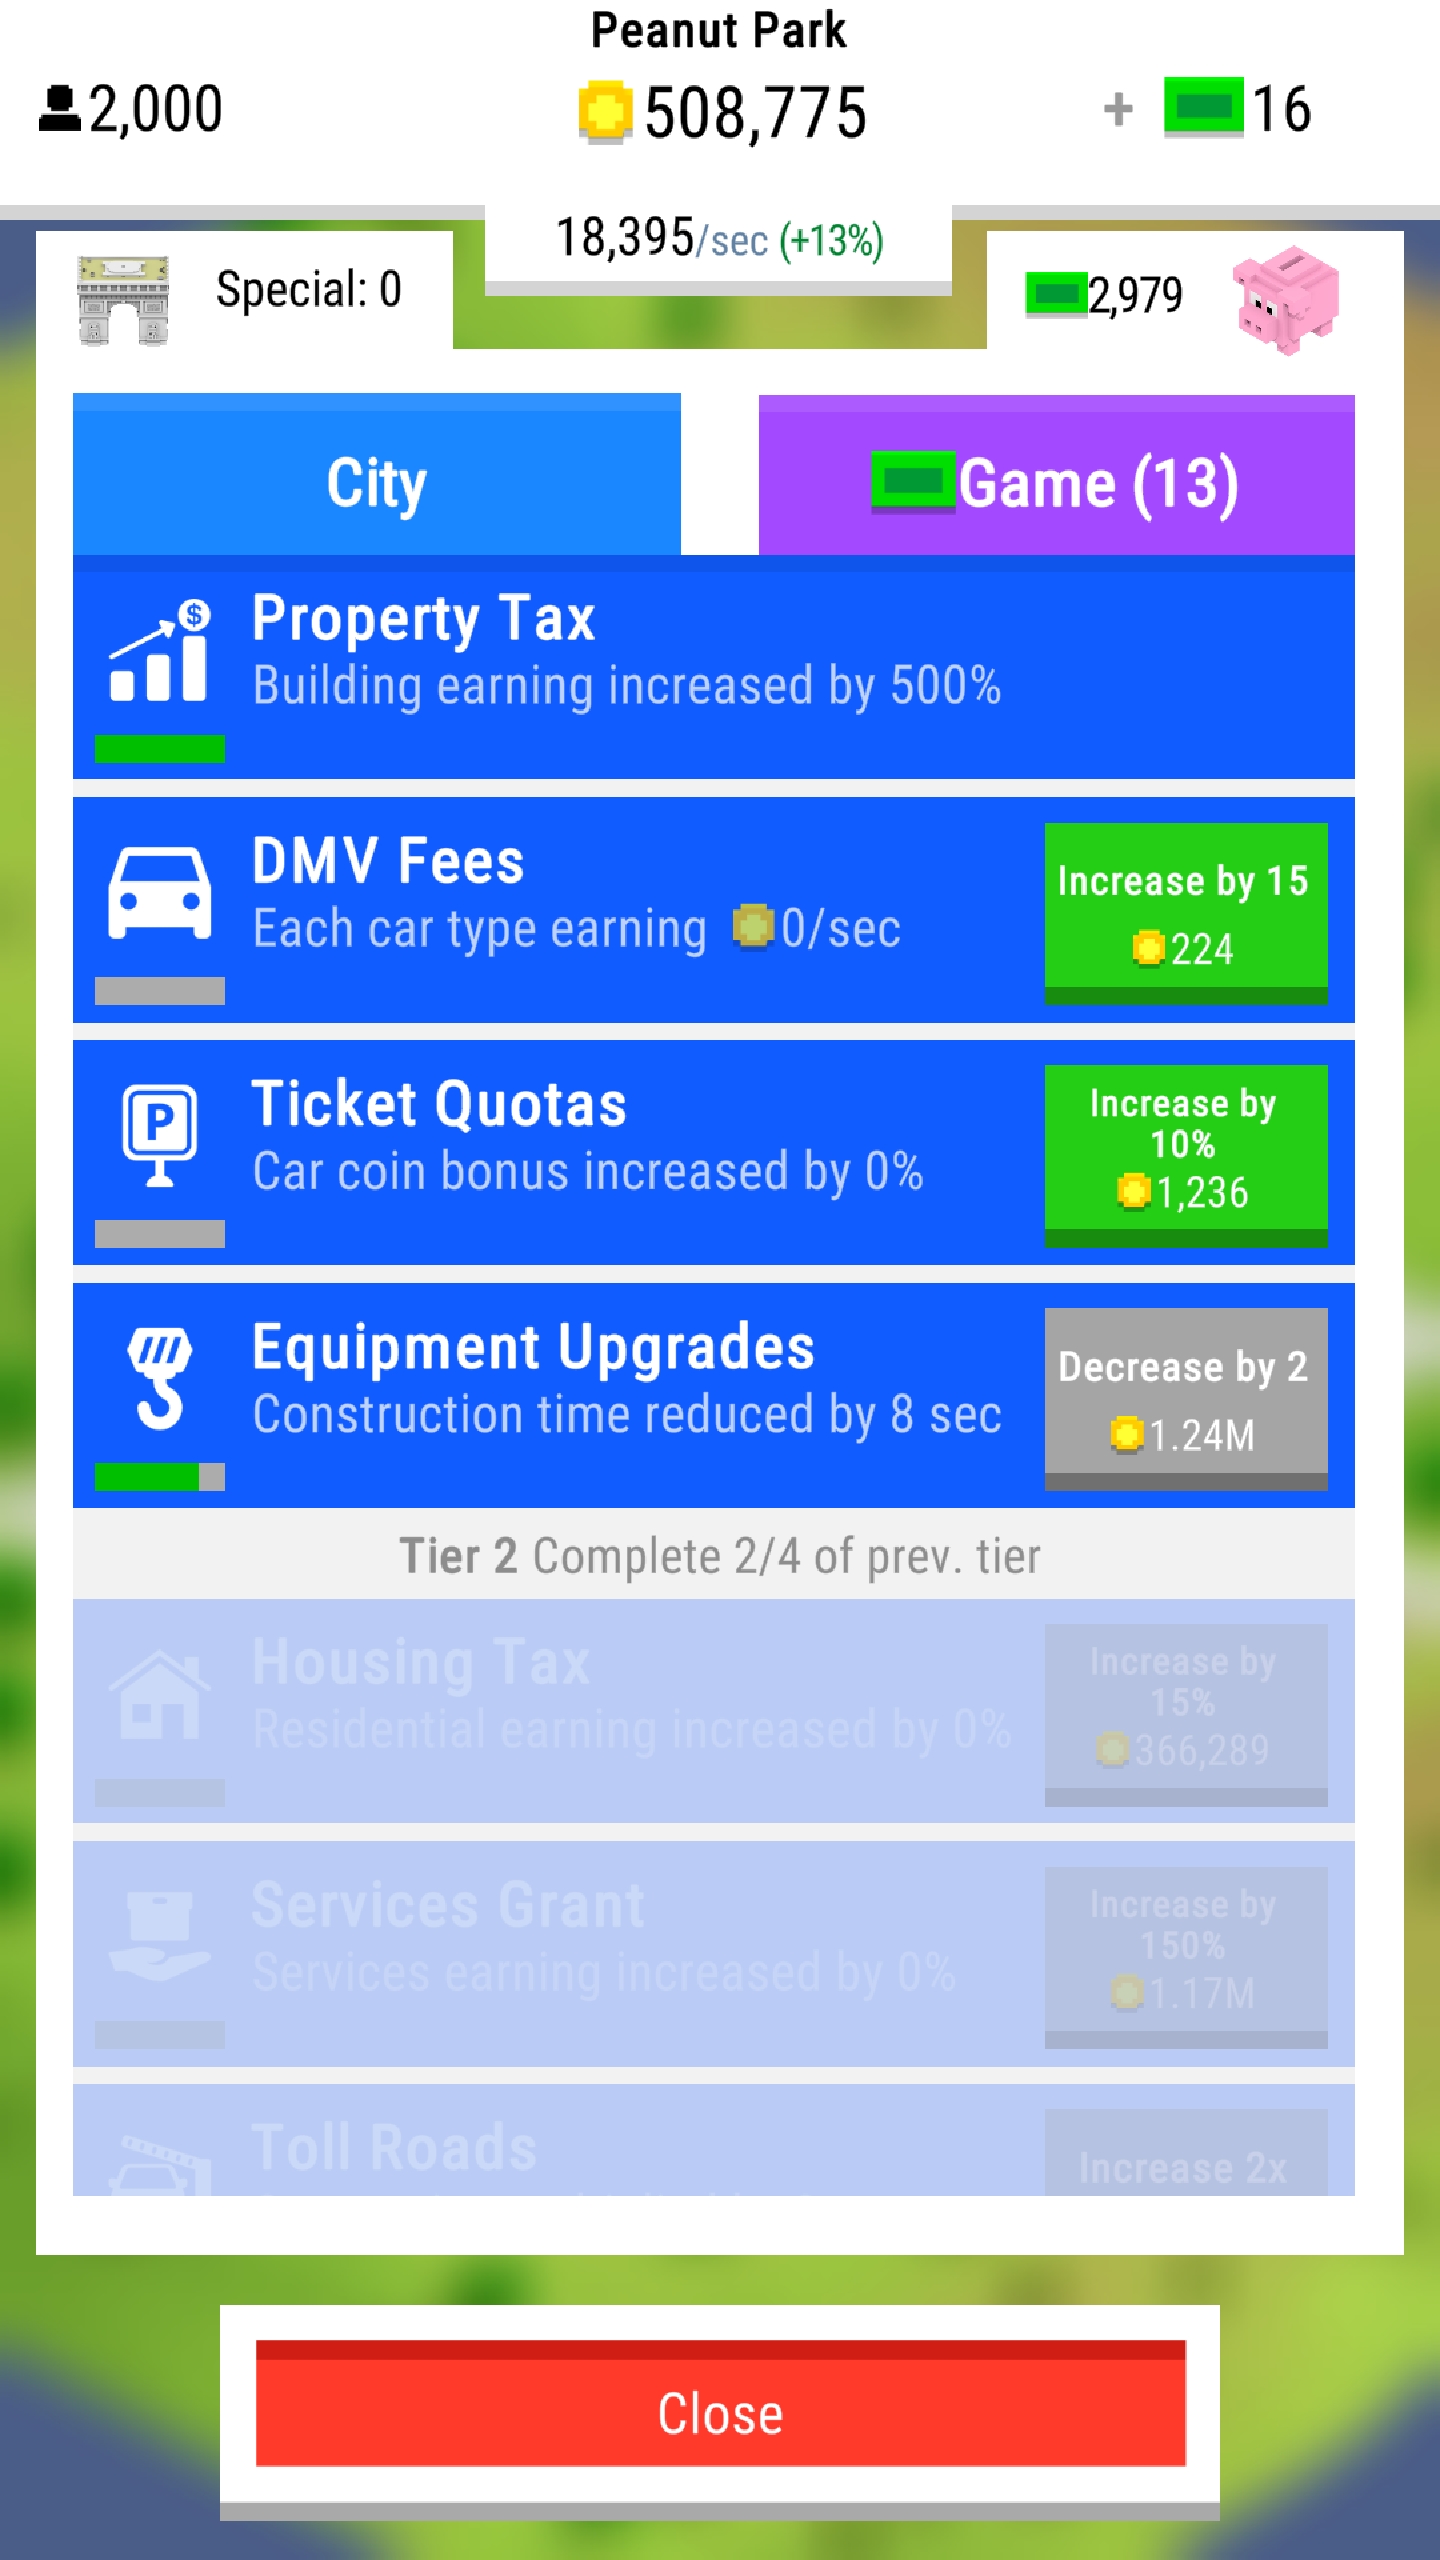 Peanut Park
2,000
508,775
+ 16
18,395/sec (+13%)
Special: 0
2,979
City
Game (13)
$
Property Tax
Building earning increased by 500%
DMV Fees
Each car type earning 0/sec
Increase by 15
224
P
Ticket Quotas
Car coin bonus increased by 0%
Increase by
10%
1,236
Equipment Upgrades
Construction time reduced by 8 sec
Decrease by 2
1.24M
Tier 2 Complete 2/4 of prev. tier
Housing Tax
Residential earning increased by 0%
Increase by
15%
366,289
Services Grant
Services earning increased by 0%
Increase by
150%
1.17M
Toll Roads
Increase 2x
Close